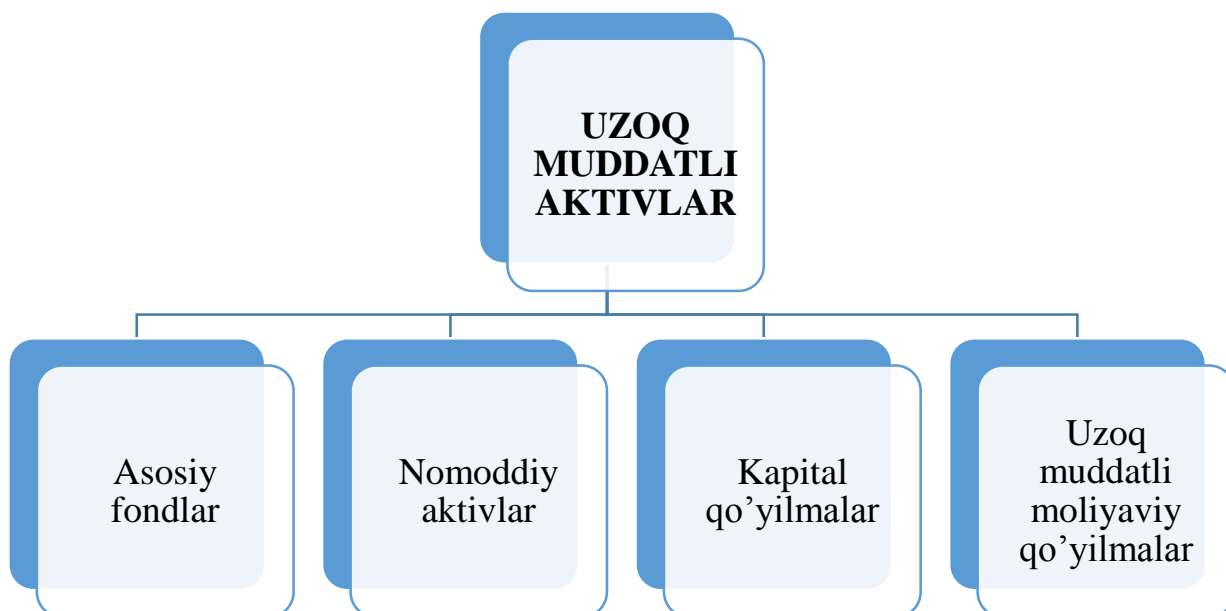 UZOQ
MUDDATLI
AKTIVLAR
Asosiy
fondlar
Nomoddiy
aktivlar
Kapital
qo’yilmalar
Uzoq
muddatli
moliyaviy
qo’yilmalar